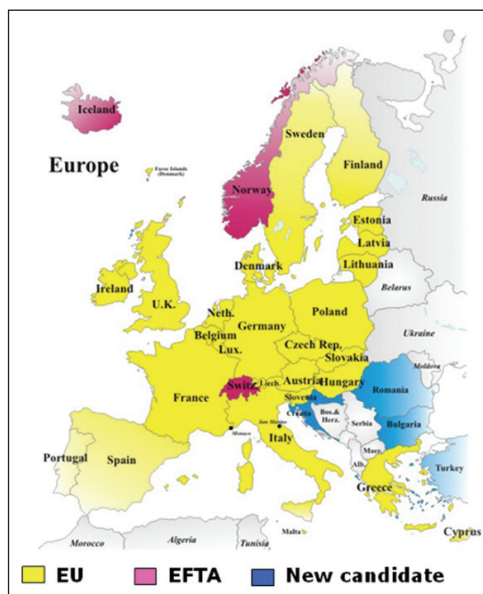 Iceland
Europe
Faroe Islands
(Denmark)
Sweden
Finland
Norway
Russia
Estonia
Latvia
Lithuania
Denmark
Belarus
Ireland
U.K.
Neth.
Belgium
Lux.
Germany
Poland
Czech Rep.
Slovakia
Ukraine
Moldova
France
Switz.
Liech.
Austria
Hungary
Slovenia
Croatia
Romania
Bos.&
Herz.
Serbia
Bulgaria
San Marino
Monaco
Italy
Mace.
Alb.
Greece
Turkey
Portugal
Spain
Malta
Cyprus
Morocco
Algeria
Tunisia
EU
EFTA
New candidate